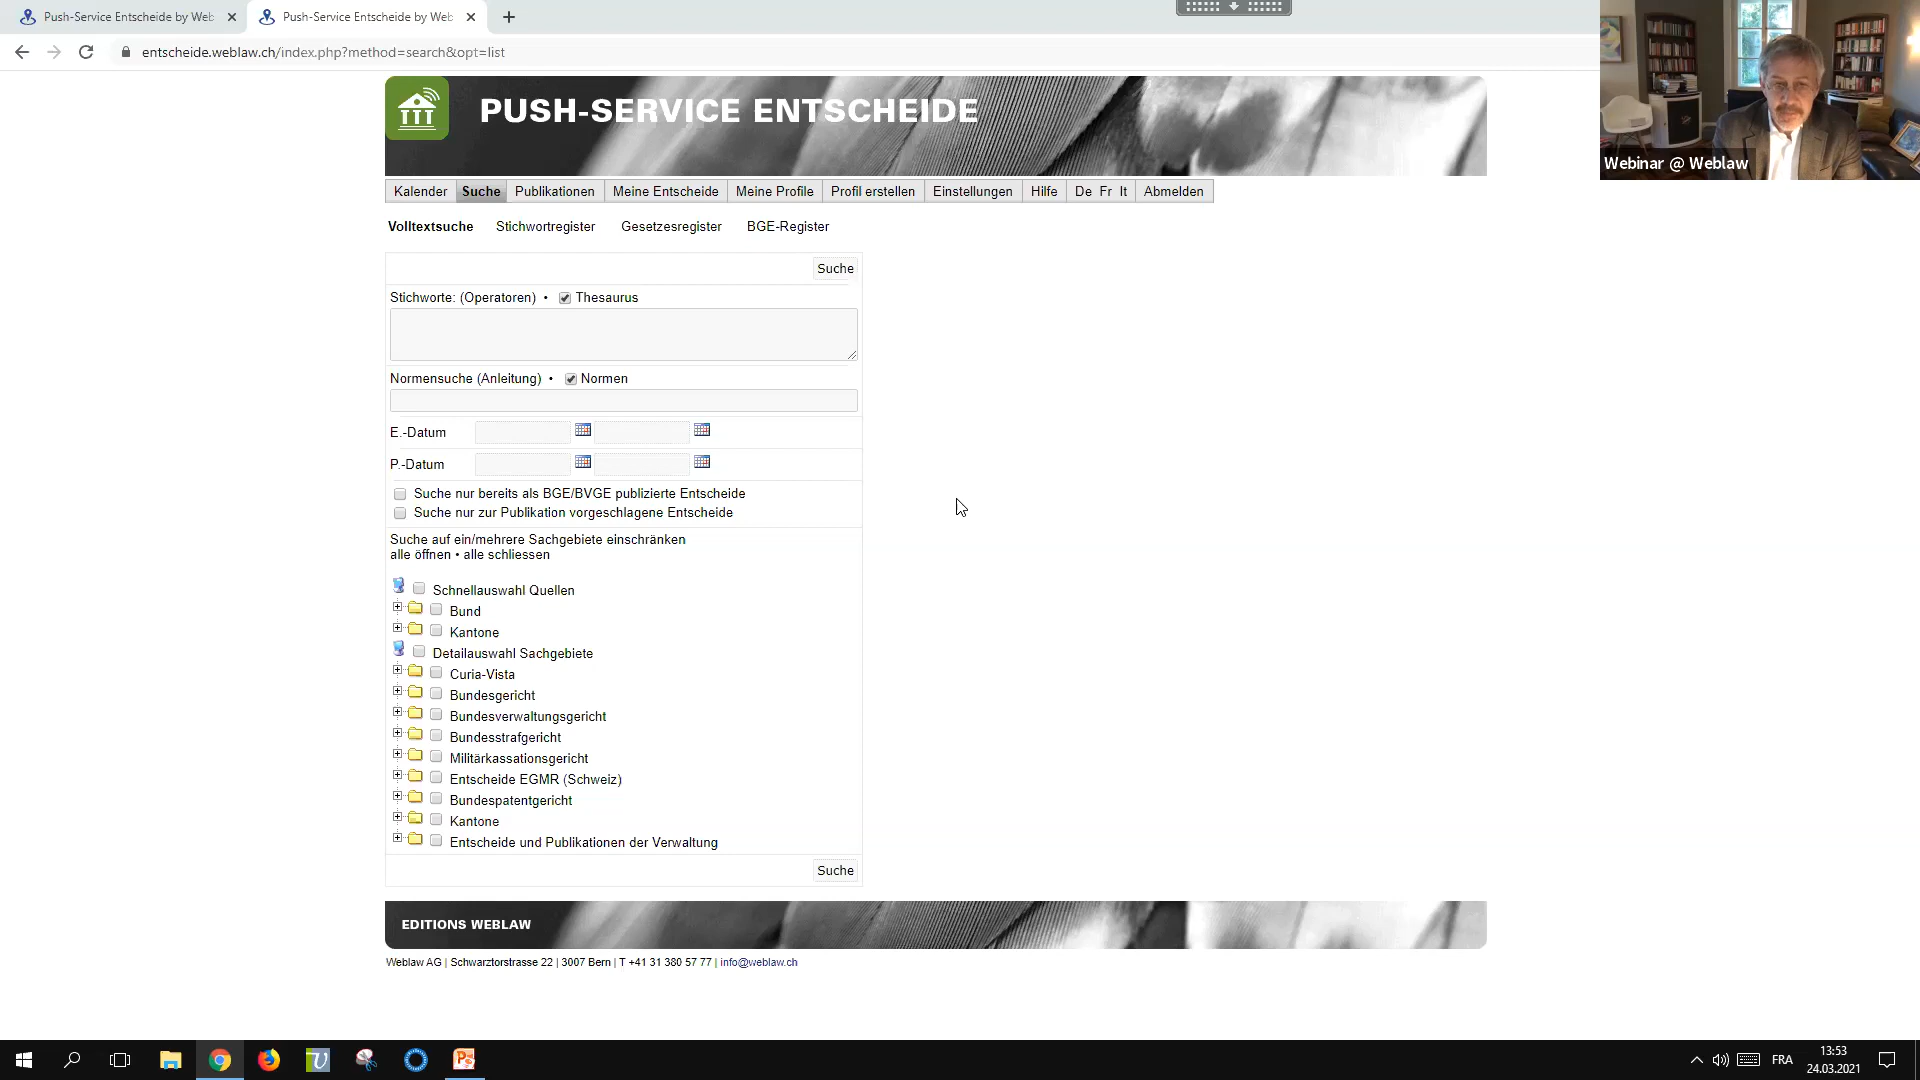 Push-Service Entscheide by Web
Push-Service Entscheide by Web
entscheide.weblaw.ch/index.php?method=search&opt=list
Webinar @ Weblaw
PUSH-SERVICE ENTSCHEIDE
Kalender Suche Publikationen Meine Entscheide Meine Profile Profil erstellen Einstellungen Hilfe De Fr It Abmelden
Volltextsuche Stichwortregister Gesetzesregister BGE-Register
Suche
Stichworte: (Operatoren) • Thesaurus
Normensuche (Anleitung) • Normen
E.-Datum
P.-Datum
Suche nur bereits als BGE/BVGE publizierte Entscheide
Suche nur zur Publikation vorgeschlagene Entscheide
Suche auf ein/mehrere Sachgebiete einschränken
alle öffnen • alle schliessen
Schnellauswahl Quellen
Bund
Kantone
Detailauswahl Sachgebiete
Curia-Vista
Bundesgericht
Bundesverwaltungsgericht
Bundesstrafgericht
Militärkassationsgericht
Entscheide EGMR (Schweiz)
Bundespatentgericht
Kantone
Entscheide und Publikationen der Verwaltung
Suche
EDITIONS WEBLAW
Weblaw AG | Schwarztorstrasse 22 | 3007 Bern | T +41 31 380 57 77 | info@weblaw.ch
FRA
13:53
24.03.2021